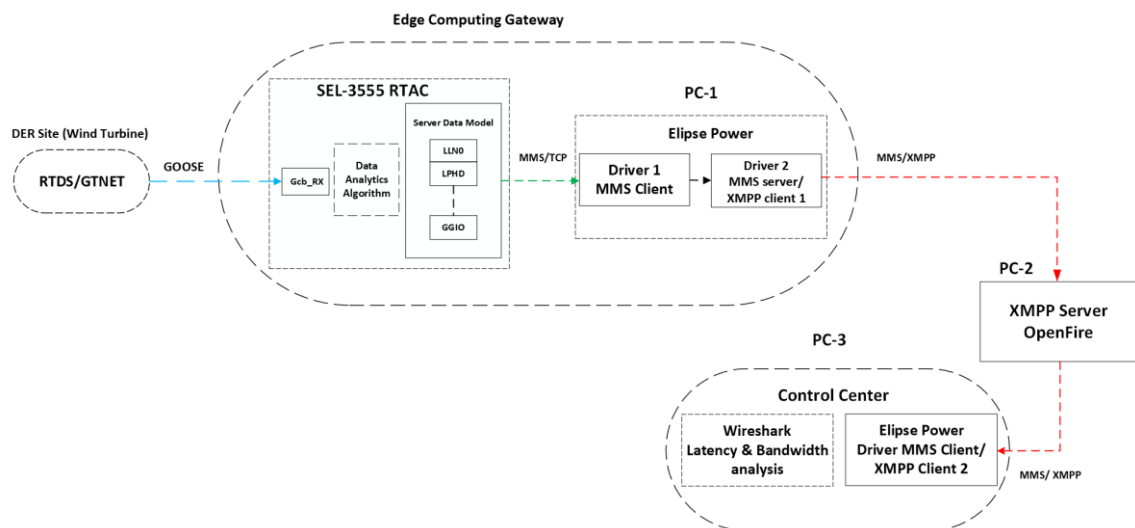 Edge Computing Gateway
SEL-3555 RTAC
PC-1
DER Site (Wind Turbine)
RTDS/GTNET
GOOSE
Gcb_RX
Data
Analytics
Algorithm
Server Data Model
LLN0
LPHD
GGIO
MMS/TCP
Elipse Power
Driver 1
MMS Client
Driver 2
MMS server/
XMPP client 1
MMS/XMPP
PC-2
XMPP Server
OpenFire
PC-3
Control Center
Wireshark
Latency & Bandwidth
analysis
Elipse Power
Driver MMS Client/
XMPP Client 2
MMS/ XMPP